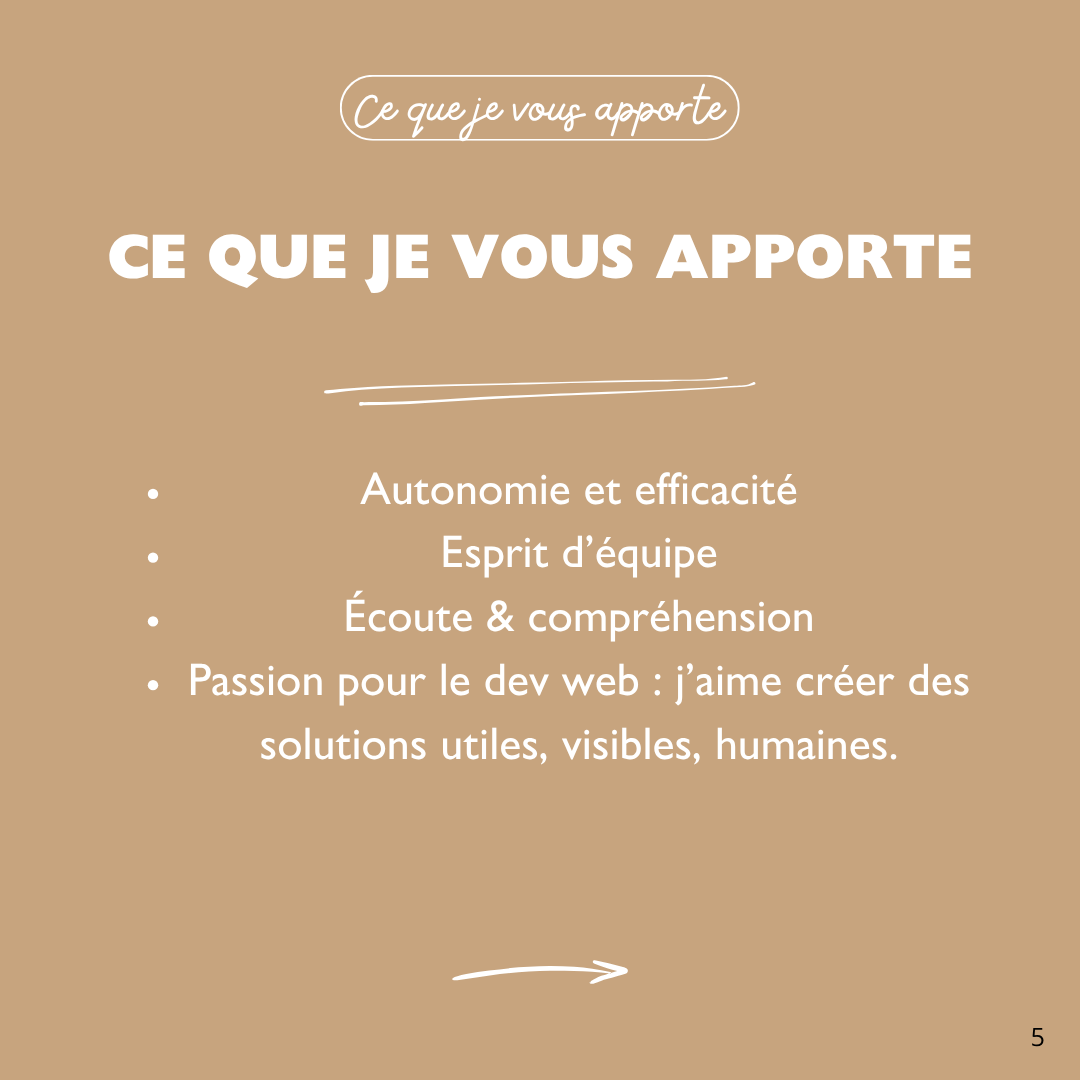 Ce que je vous apporte
CE QUE JE VOUS APPORTE
• Autonomie et efficacité
• Esprit d’équipe
• Écoute & compréhension
• Passion pour le dev web : j’aime créer des
solutions utiles, visibles, humaines.
5